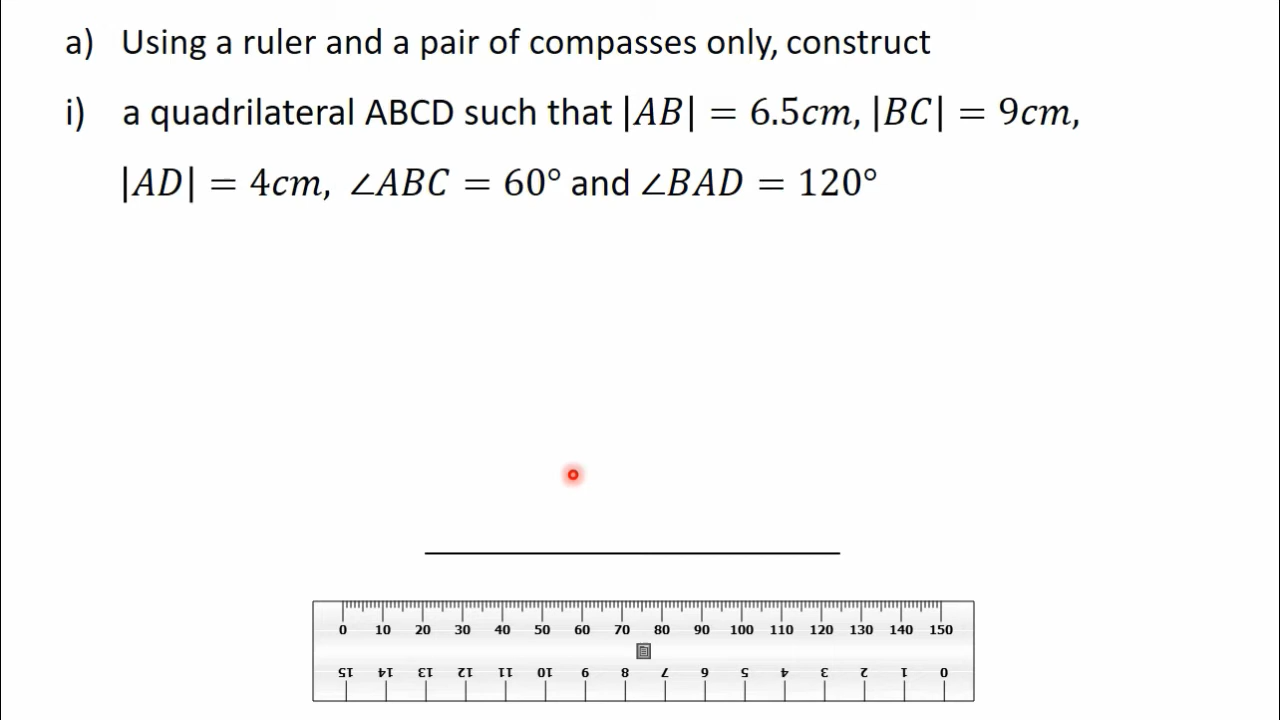 a) Using a ruler and a pair of compasses only, construct
i) a quadrilateral ABCD such that |AB| = 6.5cm, |BC| = 9cm,
|AD| = 4cm, ∠ABC = 60° and ∠BAD = 120°
0 10 20 30 40 50 60 70 80 90 100 110 120 130 140 150
15 14 13 12 11 10 9 8 7 6 5 4 3 2 1 0